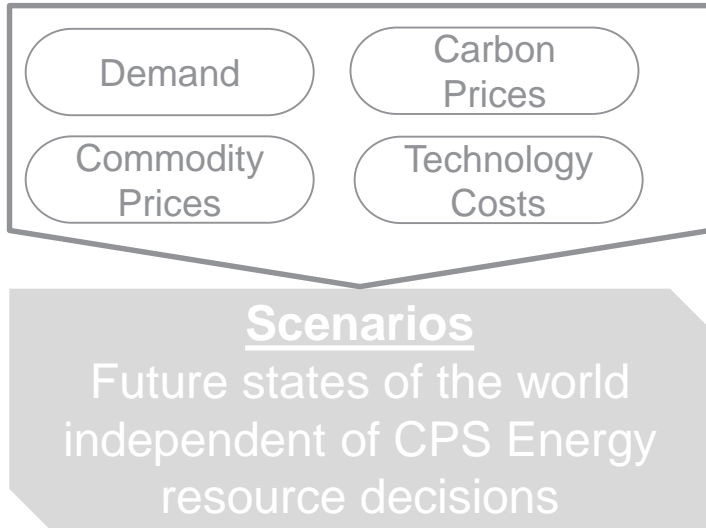 Demand
Carbon
Prices
Commodity
Prices
Technology
Costs
Scenarios
Future states of the world
independent of CPS Energy
resource decisions